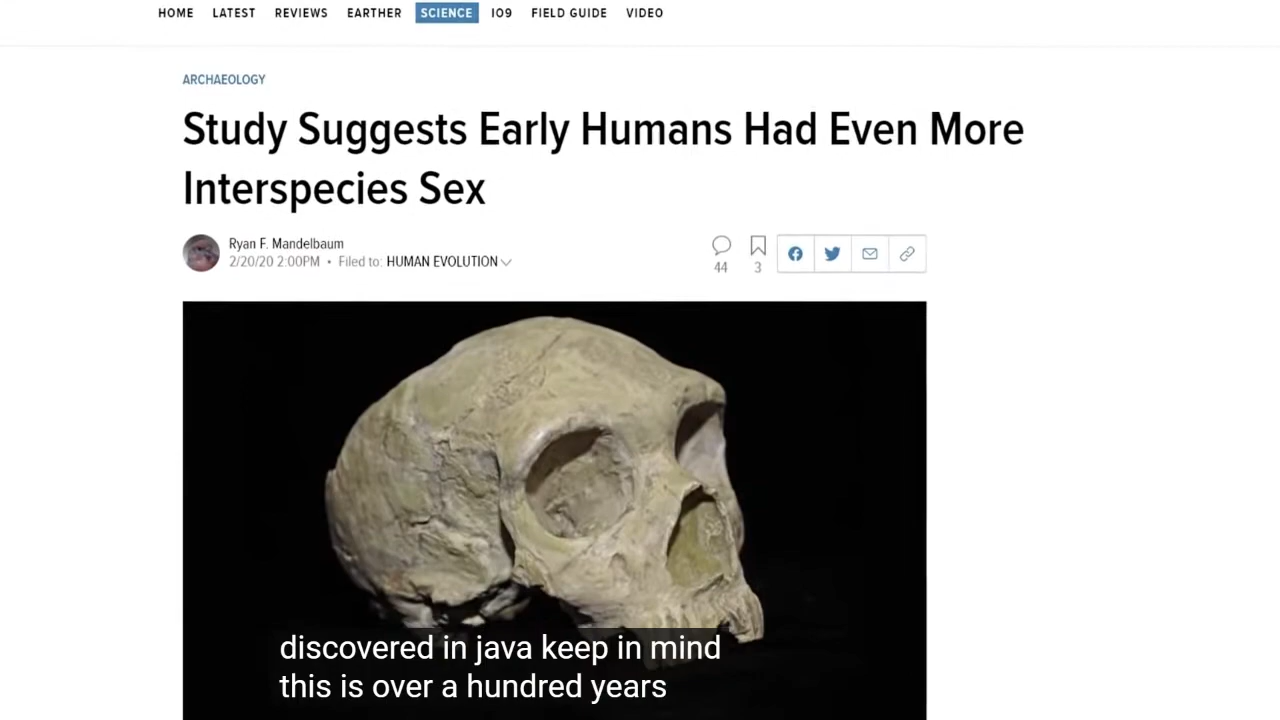 HOME LATEST REVIEWS EARTHER SCIENCE IO9 FIELD GUIDE VIDEO
ARCHAEOLOGY
Study Suggests Early Humans Had Even More
Interspecies Sex
Ryan F. Mandelbaum
2/20/20 2:00PM • Filed to: HUMAN EVOLUTION
44 3
discovered in java keep in mind
this is over a hundred years